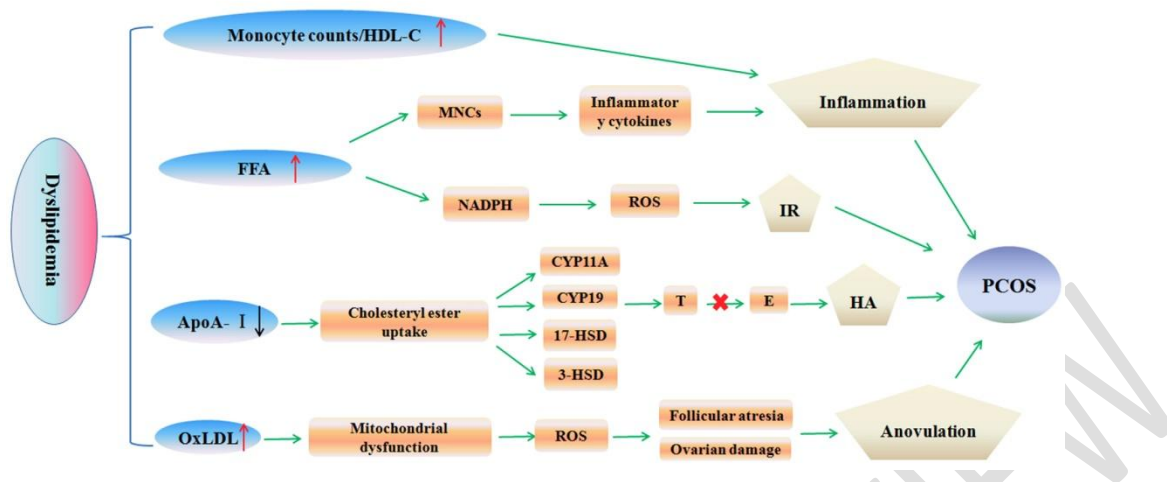 Dyslipidemia
Monocyte counts/HDL-C
Inflammation
MNCs
Inflammator
y cytokines
FFA
NADPH
ROS
IR
PCOS
ApoA- I
Cholesteryl ester
uptake
CYP11A
CYP19
17-HSD
3-HSD
T
E
HA
OxLDL
Mitochondrial
dysfunction
ROS
Follicular atresia
Ovarian damage
Anovulation